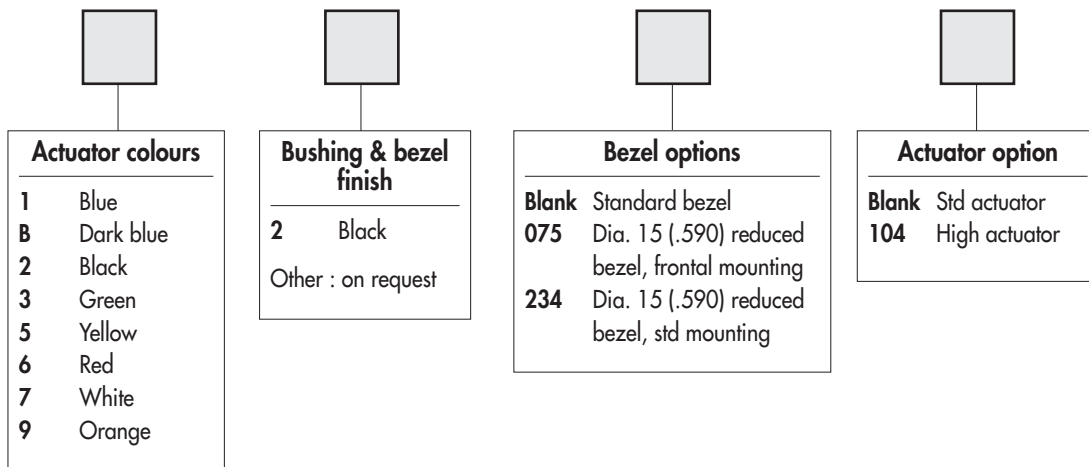 Actuator colours
1 Blue
B Dark blue
2 Black
3 Green
5 Yellow
6 Red
7 White
9 Orange
Bushing & bezel
finish
2 Black
Other : on request
Bezel options
Blank Standard bezel
075 Dia. 15 (.590) reduced
bezel, frontal mounting
234 Dia. 15 (.590) reduced
bezel, std mounting
Actuator option
Blank Std actuator
104 High actuator